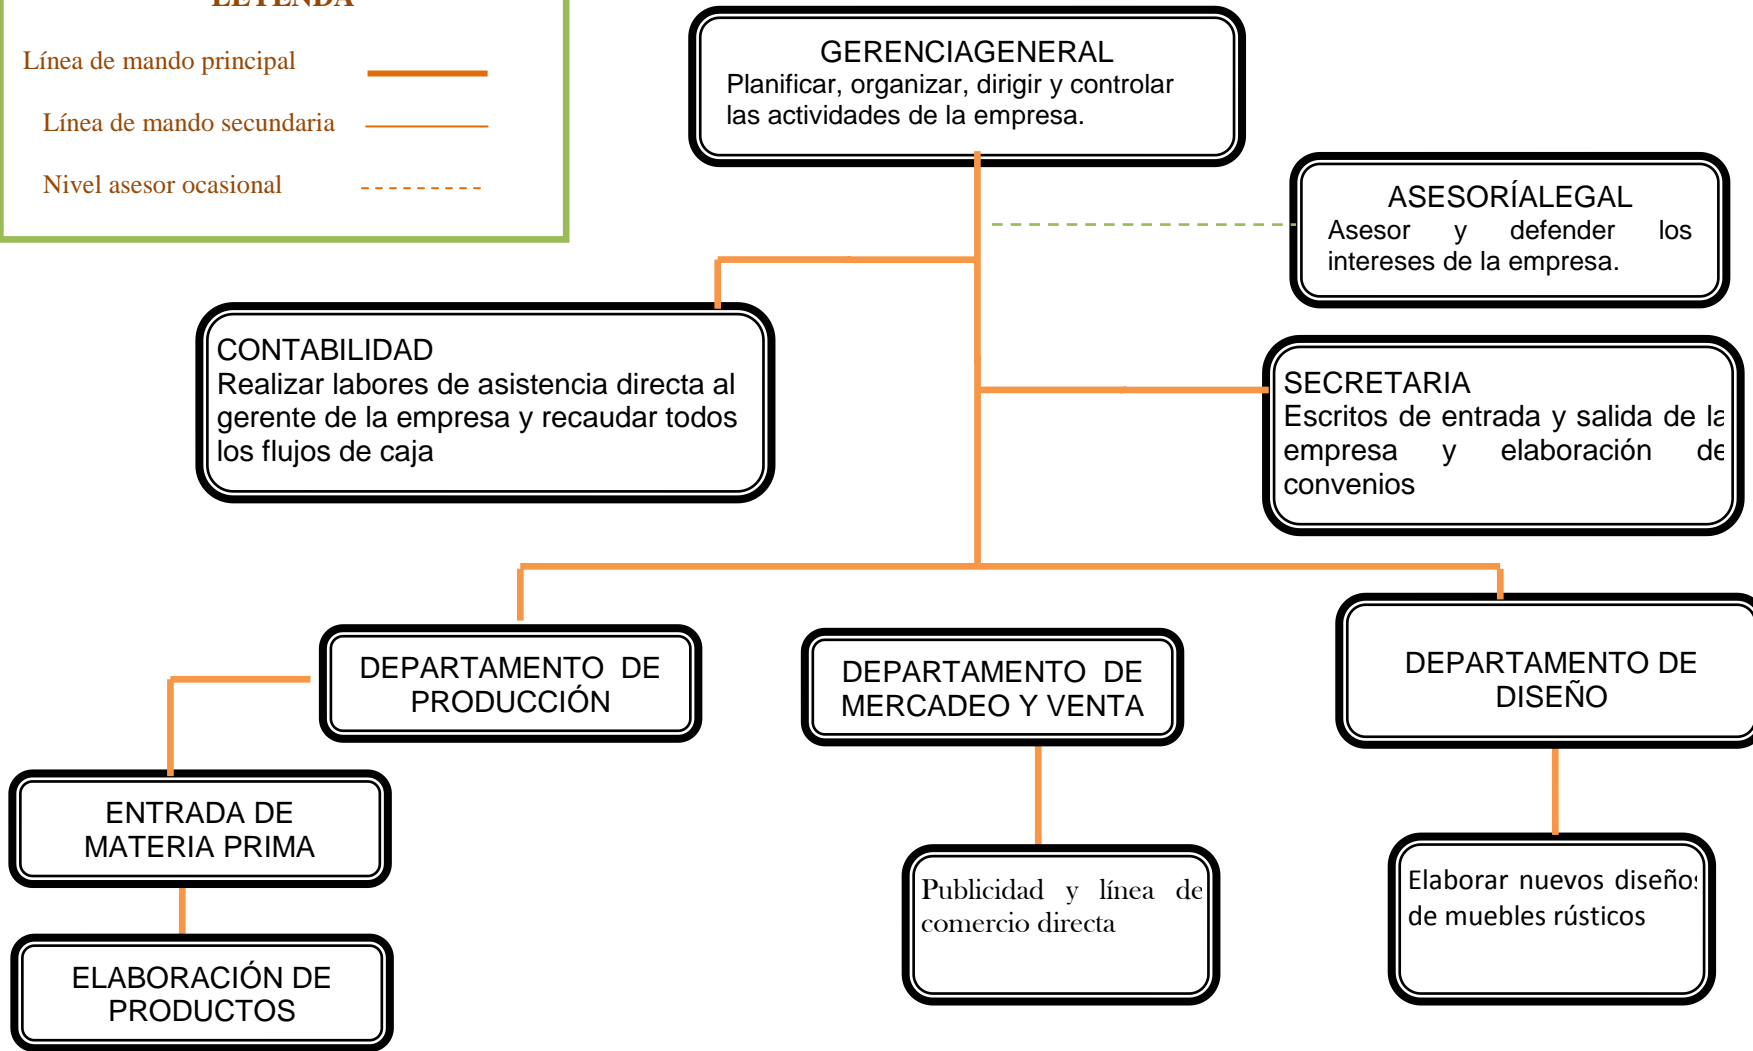 LEYENDA
Línea de mando principal
Línea de mando secundaria
Nivel asesor ocasional
GERENCIAGENERAL
Planificar, organizar, dirigir y controlar
las actividades de la empresa.
ASESORÍALEGAL
Asesor y defender los
intereses de la empresa.
CONTABILIDAD
Realizar labores de asistencia directa al
gerente de la empresa y recaudar todos
los flujos de caja
SECRETARIA
Escritos de entrada y salida de la
empresa y elaboración de
convenios
DEPARTAMENTO DE
PRODUCCIÓN
DEPARTAMENTO DE
MERCADEO Y VENTA
DEPARTAMENTO DE
DISEÑO
ENTRADA DE
MATERIA PRIMA
Publicidad y línea de
comercio directa
Elaborar nuevos diseños
de muebles rústicos
ELABORACIÓN DE
PRODUCTOS